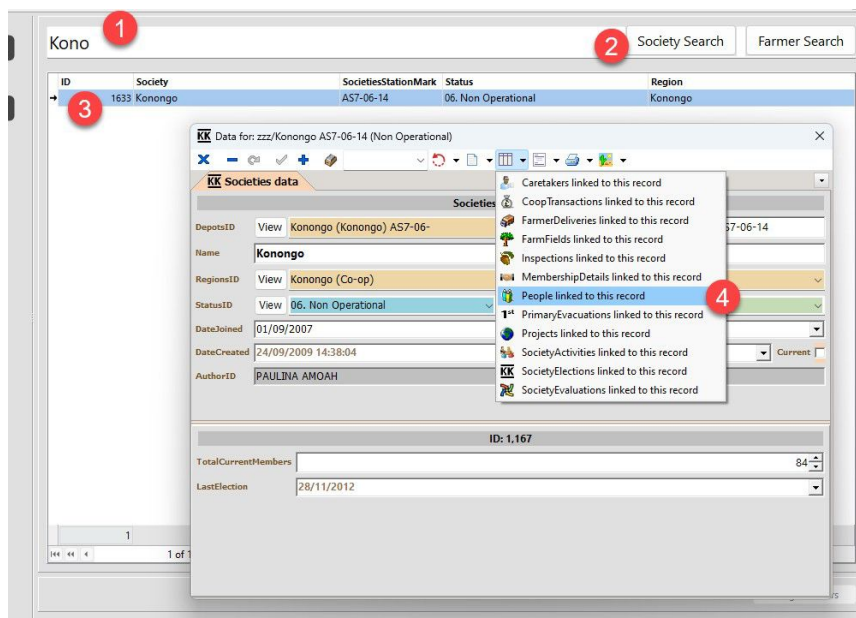 1
Kono
2
Society Search
Farmer Search
ID Society SocietiesStationMark Status Region
3
1633 Konongo AS7-06-14 06. Non Operational Konongo
KK Data for: zzz/Konongo AS7-06-14 (Non Operational)
KK Societies data
Societies
DepotsID View Konongo (Konongo) AS7-06- 7-06-14
Name Konongo
RegionsID View Konongo (Co-op)
StatusID View 06. Non Operational
DateJoined 01/09/2007
DateCreated 24/09/2009 14:38:04 Current
AuthorID PAULINA AMOAH
Caretakers linked to this record
CoopTransactions linked to this record
FarmerDeliveries linked to this record
FarmFields linked to this record
Inspections linked to this record
MembershipDetails linked to this record
People linked to this record
4
1st PrimaryEvacuations linked to this record
Projects linked to this record
SocietyActivities linked to this record
KK SocietyElections linked to this record
SocietyEvaluations linked to this record
ID: 1,167
TotalCurrentMembers 84
LastElection 28/11/2012
1
1 of 1